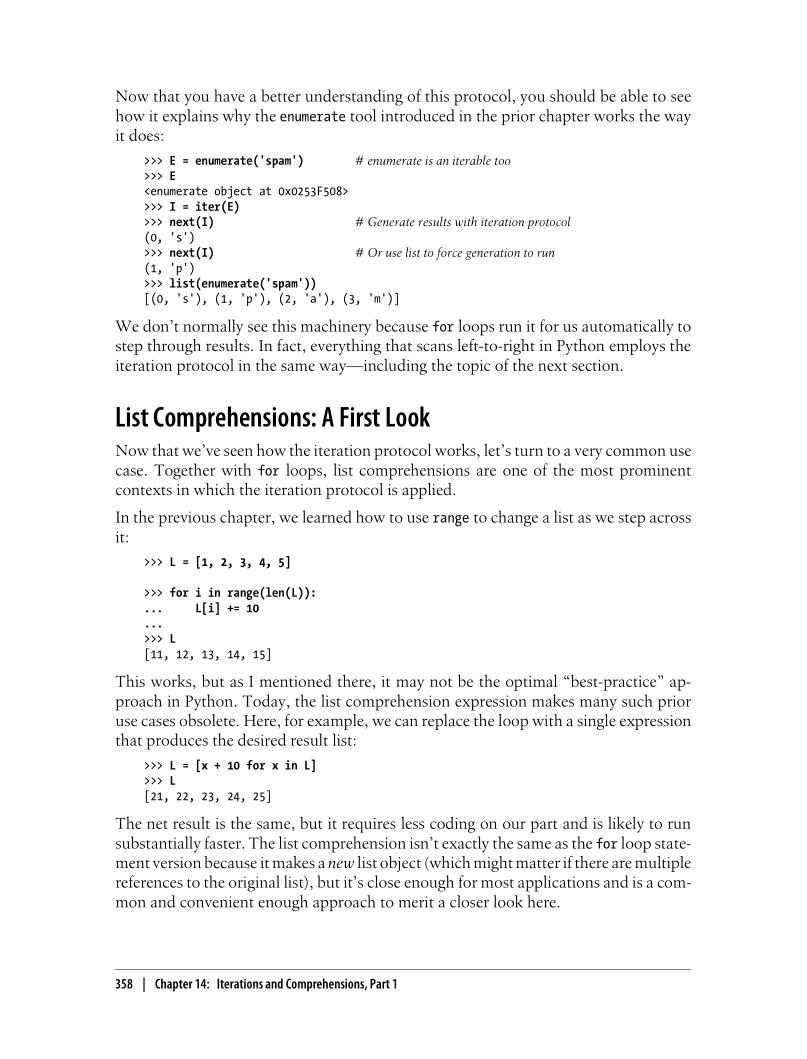 Now that you have a better understanding of this protocol, you should be able to see
how it explains why the enumerate tool introduced in the prior chapter works the way
it does:
>>> E = enumerate('spam') # enumerate is an iterable too
>>> E
<enumerate object at 0x0253F508>
>>> I = iter(E)
>>> next(I) # Generate results with iteration protocol
(0, 's')
>>> next(I) # Or use list to force generation to run
(1, 'p')
>>> list(enumerate('spam'))
[(0, 's'), (1, 'p'), (2, 'a'), (3, 'm')]
We don’t normally see this machinery because for loops run it for us automatically to
step through results. In fact, everything that scans left-to-right in Python employs the
iteration protocol in the same way—including the topic of the next section.
List Comprehensions: A First Look
Now that we’ve seen how the iteration protocol works, let’s turn to a very common use
case. Together with for loops, list comprehensions are one of the most prominent
contexts in which the iteration protocol is applied.
In the previous chapter, we learned how to use range to change a list as we step across
it:
>>> L = [1, 2, 3, 4, 5]
>>> for i in range(len(L)):
...     L[i] += 10
...
>>> L
[11, 12, 13, 14, 15]
This works, but as I mentioned there, it may not be the optimal “best-practice” ap-
proach in Python. Today, the list comprehension expression makes many such prior
use cases obsolete. Here, for example, we can replace the loop with a single expression
that produces the desired result list:
>>> L = [x + 10 for x in L]
>>> L
[21, 22, 23, 24, 25]
The net result is the same, but it requires less coding on our part and is likely to run
substantially faster. The list comprehension isn’t exactly the same as the for loop state-
ment version because it makes a new list object (which might matter if there are multiple
references to the original list), but it’s close enough for most applications and is a com-
mon and convenient enough approach to merit a closer look here.
358 | Chapter 14: Iterations and Comprehensions, Part 1